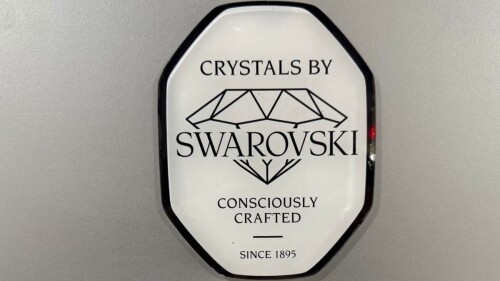 CRYSTALS BY
SWAROVSKI
CONSCIOUSLY
CRAFTED
SINCE 1895